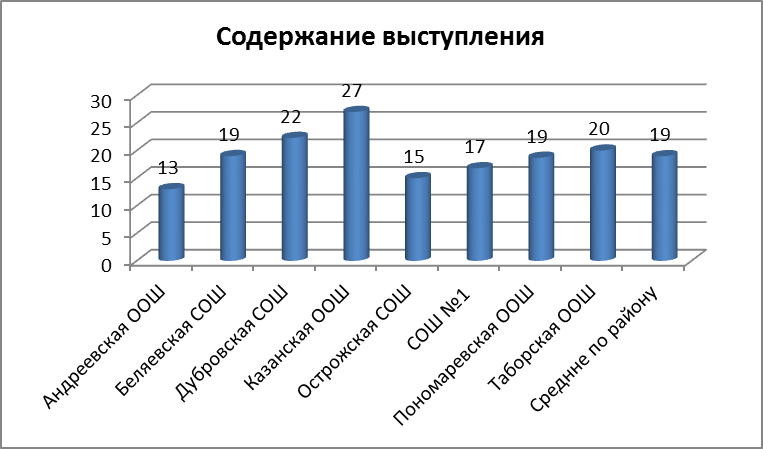 Содержание выступления
30
25
20
15
10
5
0
13
19
22
27
15
17
19
20
19
Андреевская ООШ
Беляевская СОШ
Дубровская СОШ
Казанская ООШ
Острожская СОШ
СОШ №1
Пономаревская ООШ
Таборская ООШ
Среднне по району